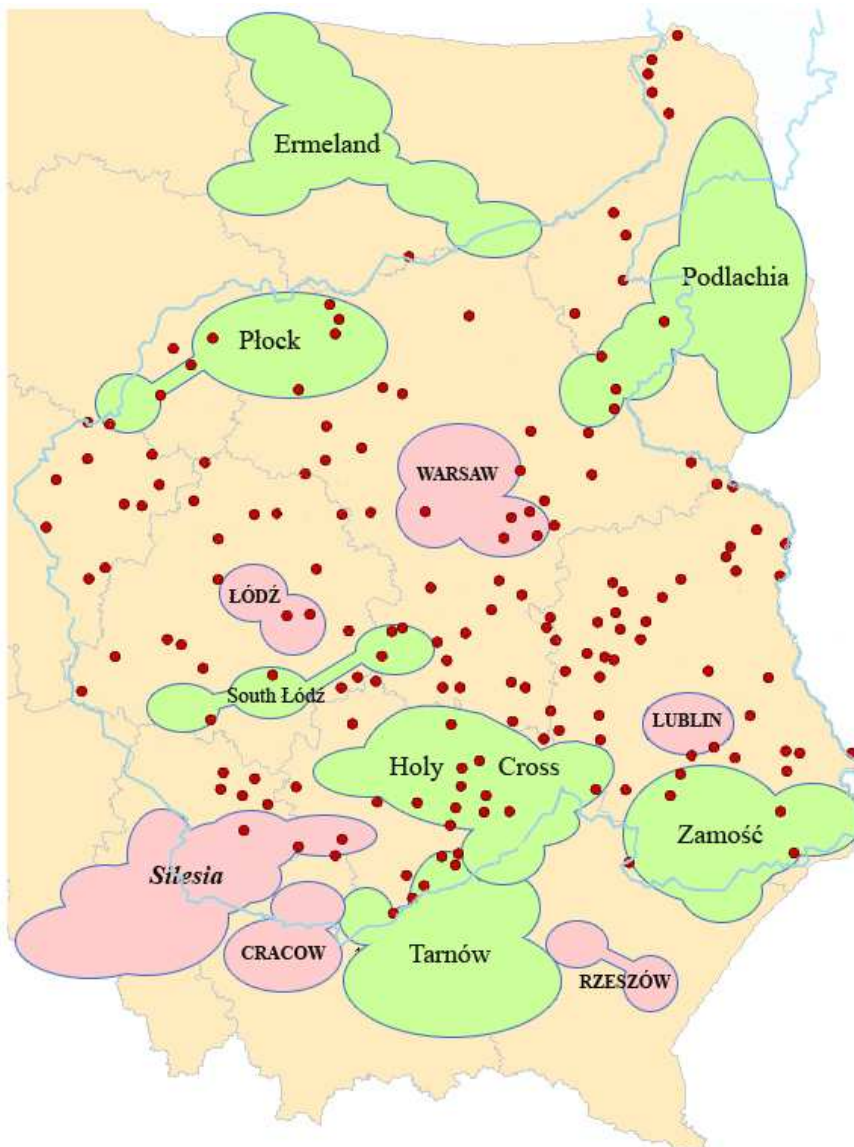 Ermeland
Podlachia
Płock
WARSAW
ŁÓDŹ
South Łódź
LUBLIN
Holy Cross
Zamość
Silesia
CRACOW
Tarnów
RZESZÓW